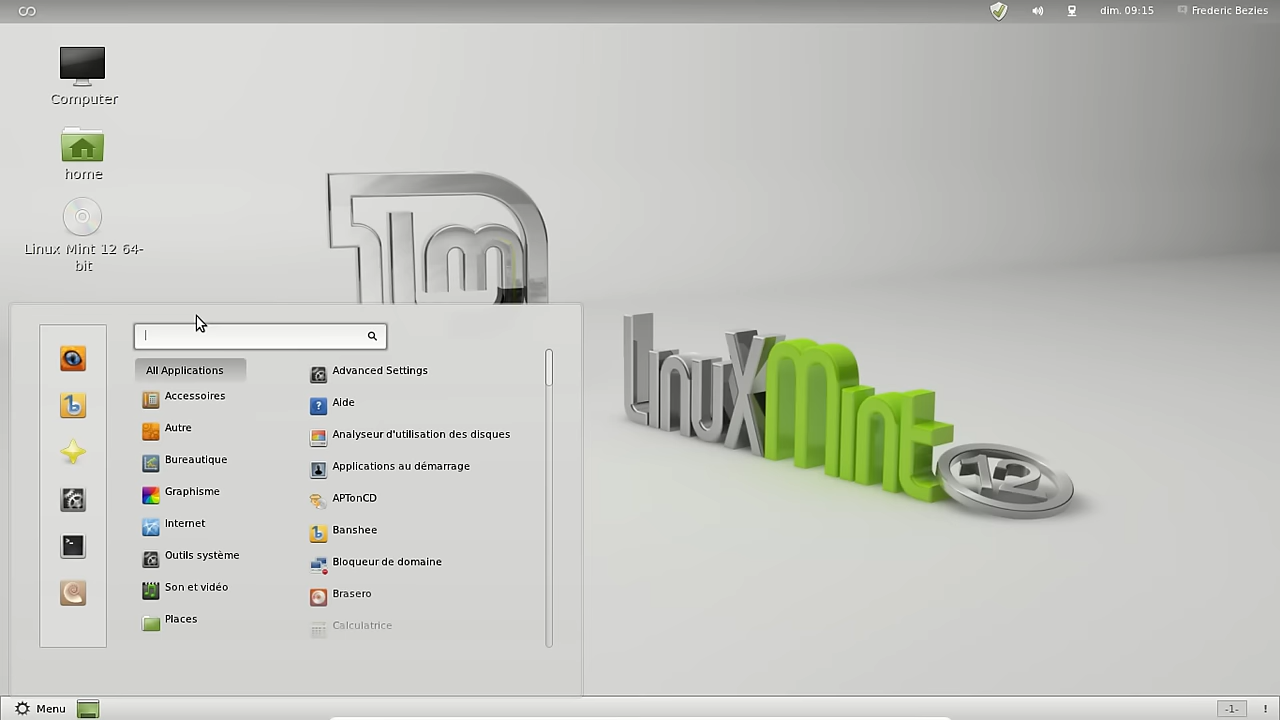 dim. 09:15
Frederic Bezies
Computer
home
Linux Mint 12 64-
bit
LinuxMint
12
All Applications
Accessoires
Autre
Bureautique
Graphisme
Internet
Outils système
Son et vidéo
Places
Advanced Settings
Aide
Analyseur d'utilisation des disques
Applications au démarrage
APTonCD
Banshee
Bloqueur de domaine
Brasero
Calculatrice
Menu
-1-
!